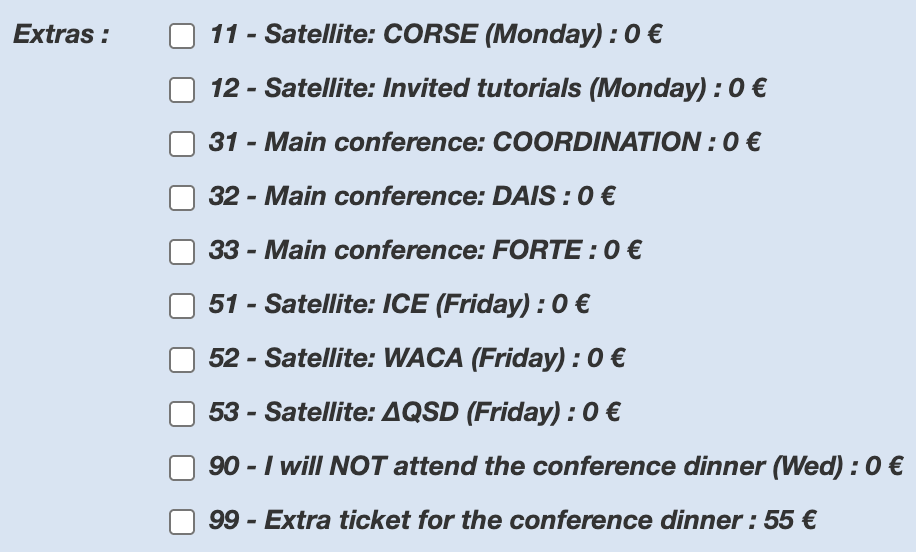 Extras : 11 - Satellite: CORSE (Monday) : 0 €
12 - Satellite: Invited tutorials (Monday) : 0 €
31 - Main conference: COORDINATION : 0 €
32 - Main conference: DAIS : 0 €
33 - Main conference: FORTE : 0 €
51 - Satellite: ICE (Friday) : 0 €
52 - Satellite: WACA (Friday) : 0 €
53 - Satellite: ΔQSD (Friday) : 0 €
90 - I will NOT attend the conference dinner (Wed) : 0 €
99 - Extra ticket for the conference dinner : 55 €